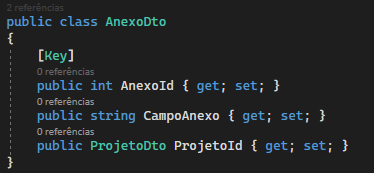 2 referências
public class AnexoDto
{
[Key]
0 referências
public int AnexoId { get; set; }
0 referências
public string CampoAnexo { get; set; }
0 referências
public ProjetoDto ProjetoId { get; set; }
}